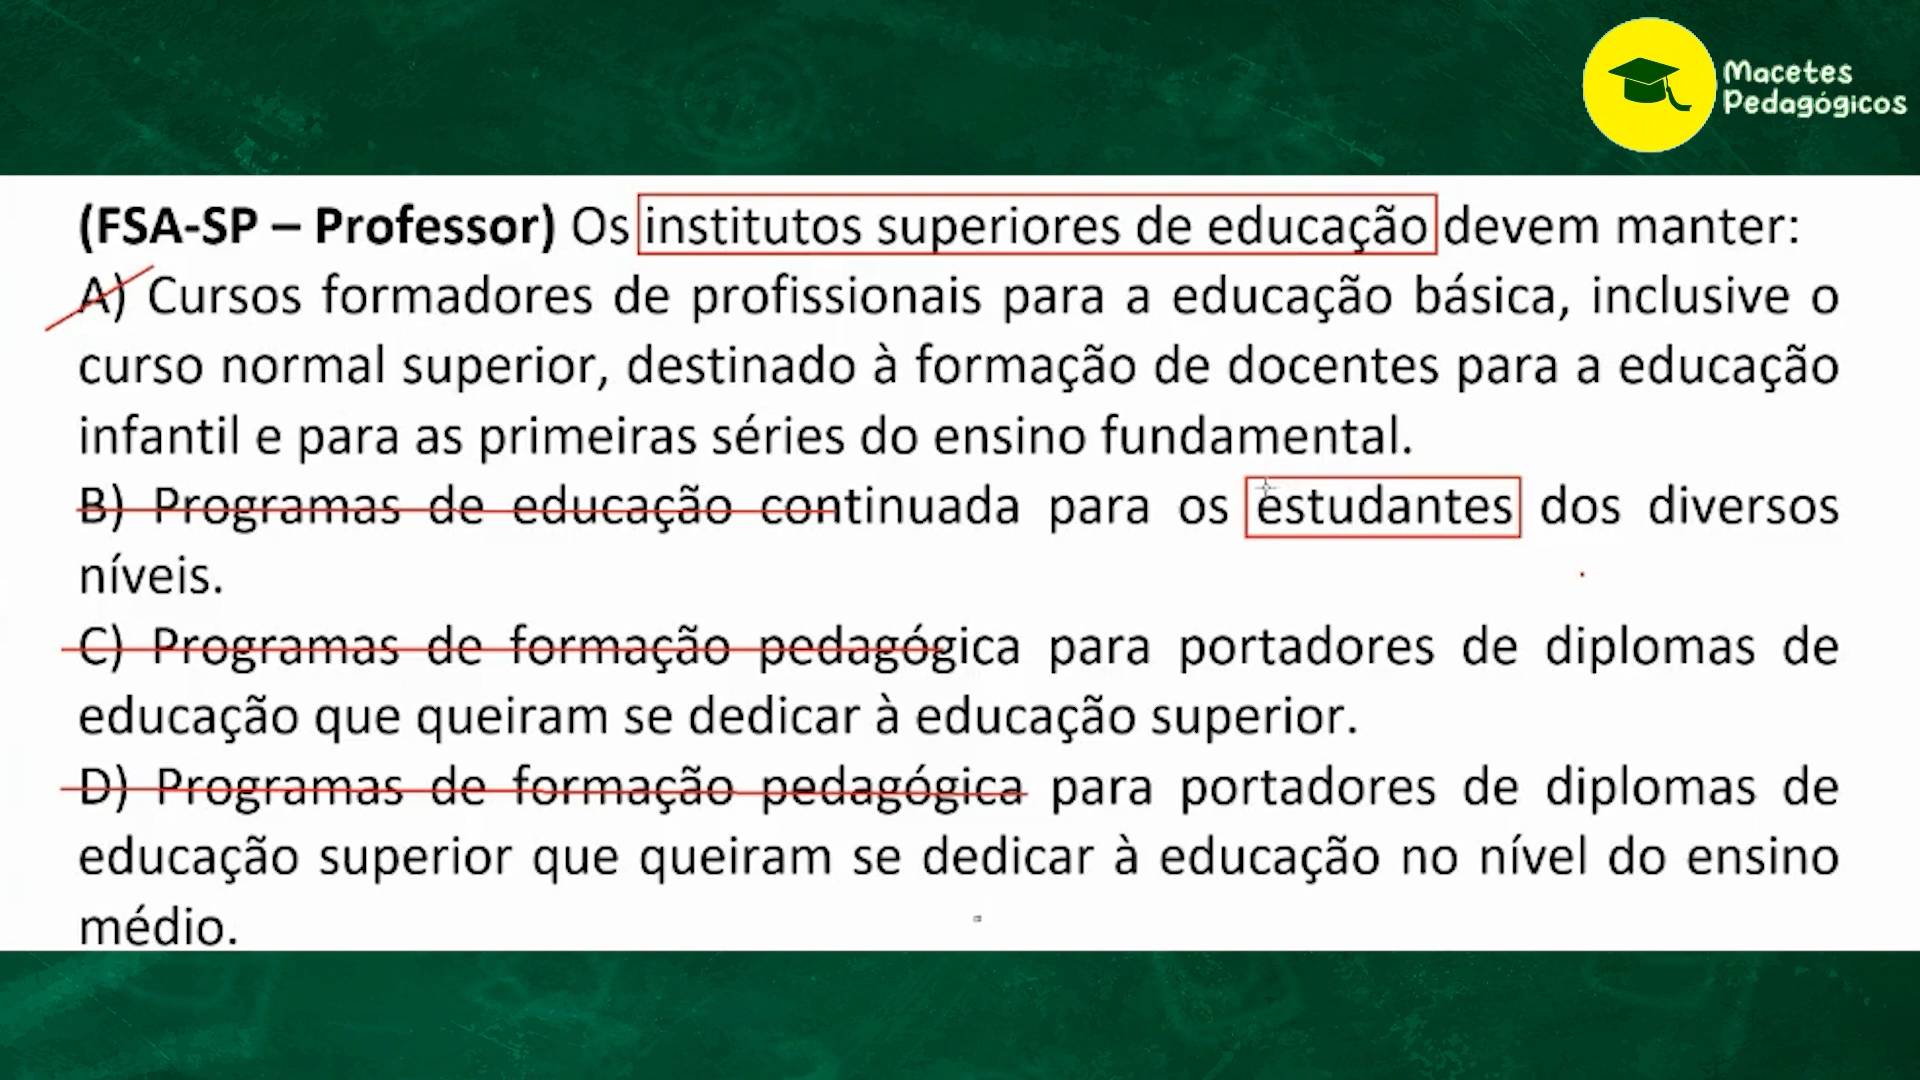 Macetes
Pedagógicos
(FSA-SP – Professor) Os institutos superiores de educação devem manter:
A) Cursos formadores de profissionais para a educação básica, inclusive o
curso normal superior, destinado à formação de docentes para a educação
infantil e para as primeiras séries do ensino fundamental.
B) Programas de educação continuada para os estudantes dos diversos
níveis.
C) Programas de formação pedagógica para portadores de diplomas de
educação que queiram se dedicar à educação superior.
D) Programas de formação pedagógica para portadores de diplomas de
educação superior que queiram se dedicar à educação no nível do ensino
médio.